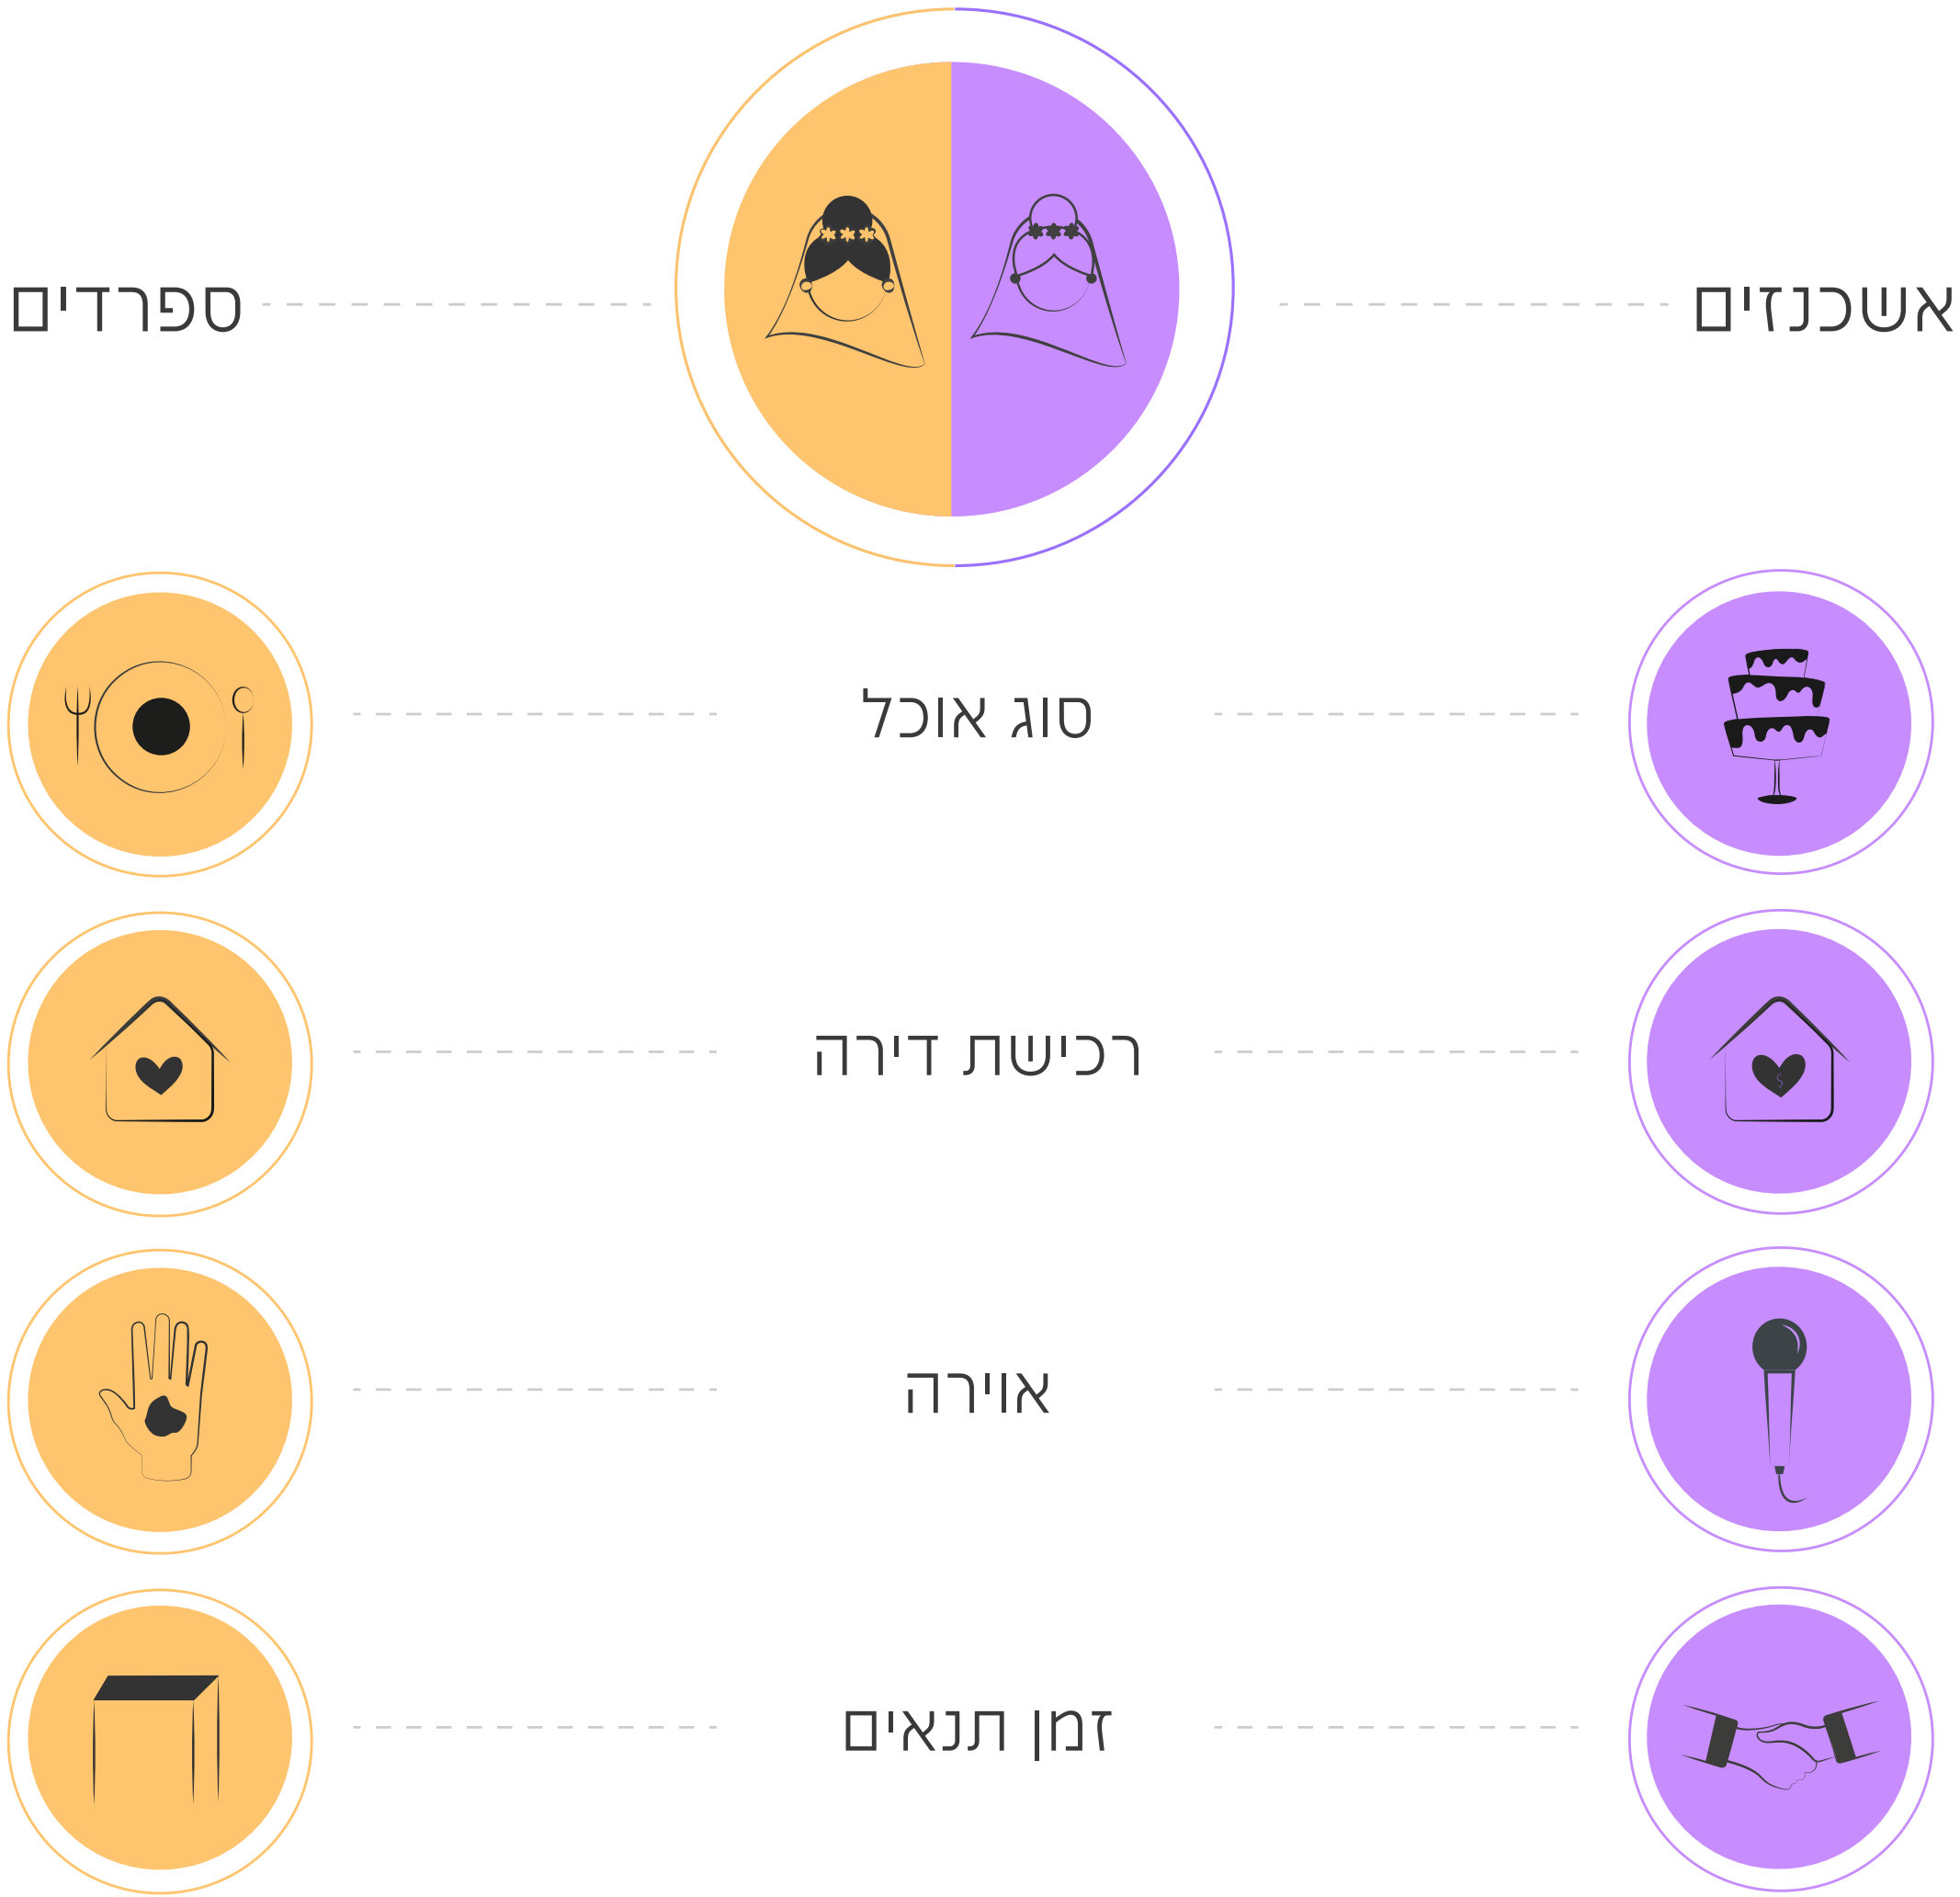 אשכנזים
ספרדים
סוג אוכל
רכישת דירה
אוירה
זמן תנאים